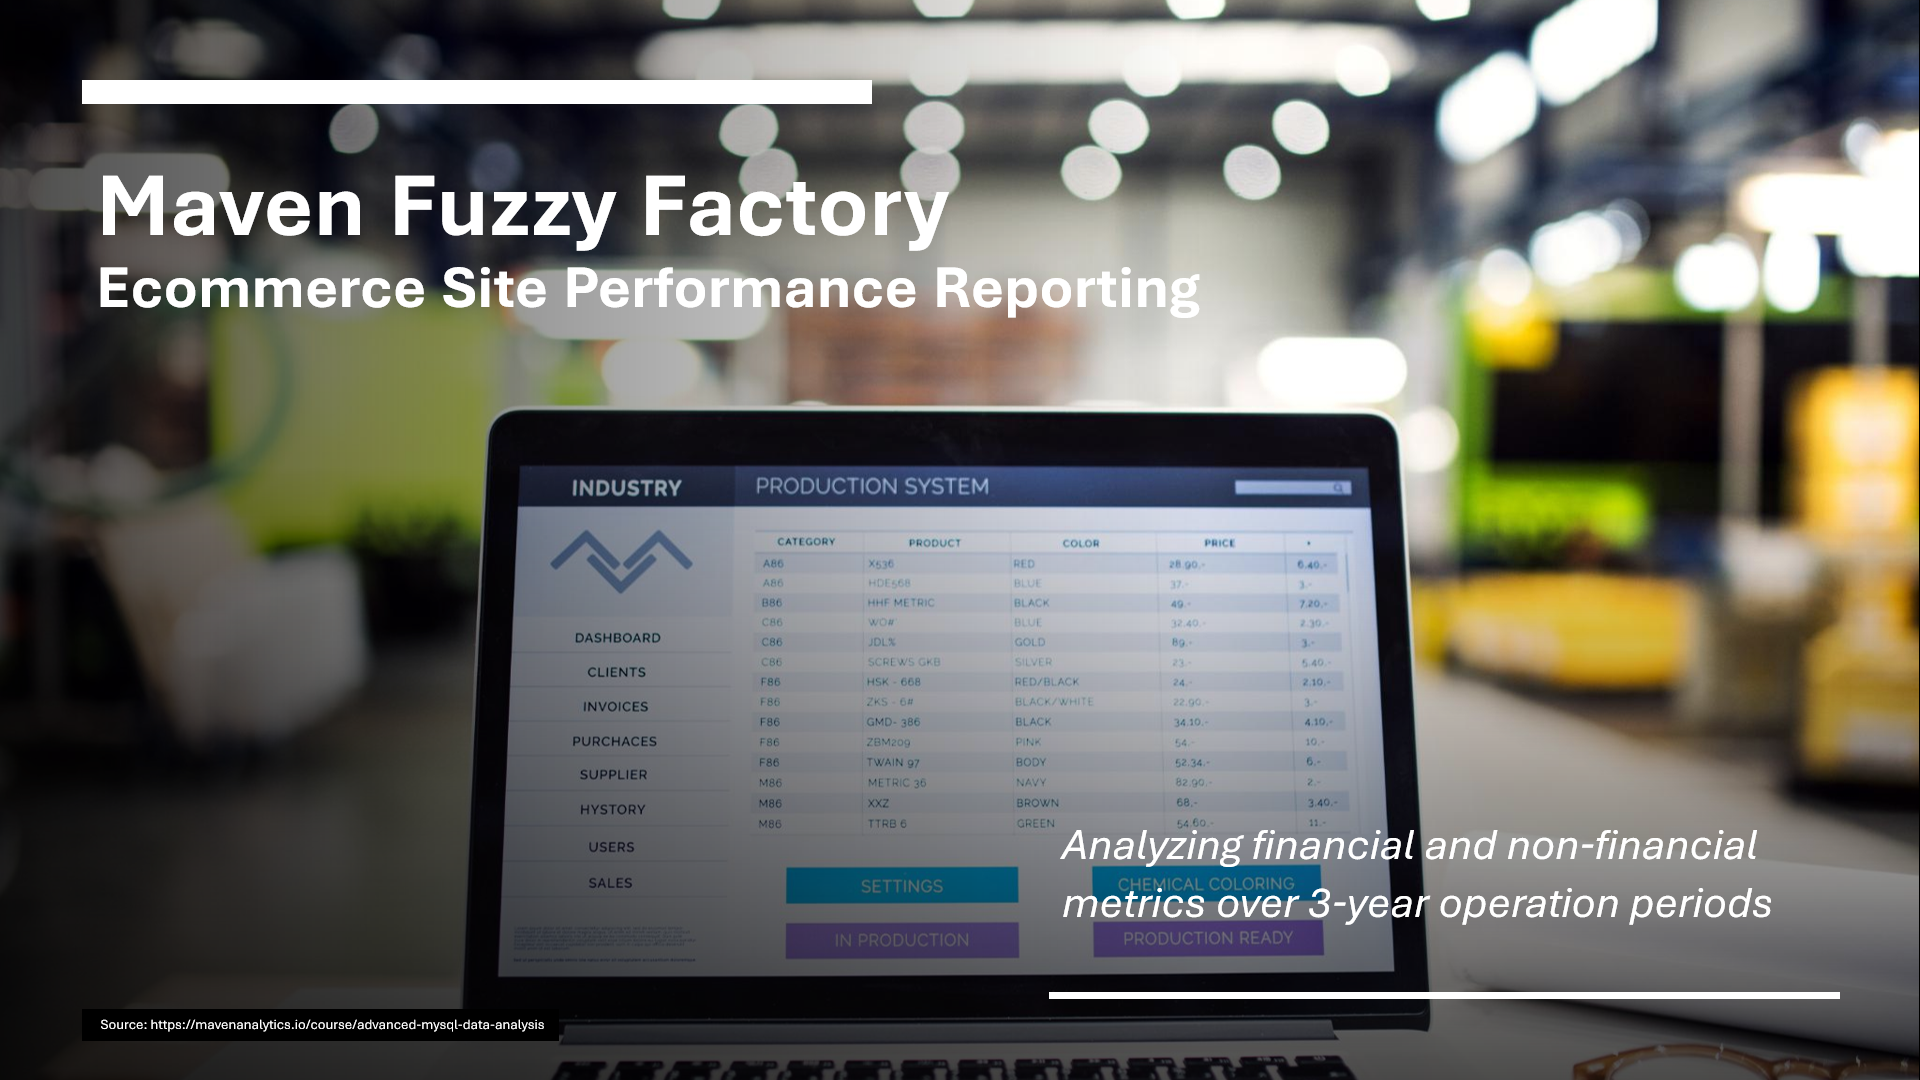 Maven Fuzzy Factory
Ecommerce Site Performance Reporting
INDUSTRY
PRODUCTION SYSTEM
CATEGORY PRODUCT COLOR PRICE
A86 X536 RED 28.90.- 6.40.-
A86 HDE568 BLUE 37.- 3.-
B86 HHF METRIC BLACK 49.- 7.20.-
C86 WO# BLUE 32.40.- 2.30.-
C86 JDL% GOLD 89.- 3.-
C86 SCREWS GKB SILVER 23.- 5.40.-
F86 HSK - 668 RED/BLACK 24.- 2.10.-
F86 ZKS - 6# BLACK/WHITE 22.90.- 3.-
F86 GMD- 386 BLACK 34.10.- 4.10.-
F86 ZBM209 PINK 54.- 10.-
F86 TWAIN 97 BODY 52.34.- 6.-
M86 METRIC 36 NAVY 82.90.- 2.-
M86 XXZ BROWN 68.- 3.40.-
M86 TTRB 6 GREEN 54.60.- 11.-
DASHBOARD
CLIENTS
INVOICES
PURCHACES
SUPPLIER
HYSTORY
USERS
SALES
SETTINGS
CHEMICAL COLORING
IN PRODUCTION
PRODUCTION READY
Analyzing financial and non-financial
metrics over 3-year operation periods
Source: https://mavenanalytics.io/course/advanced-mysql-data-analysis